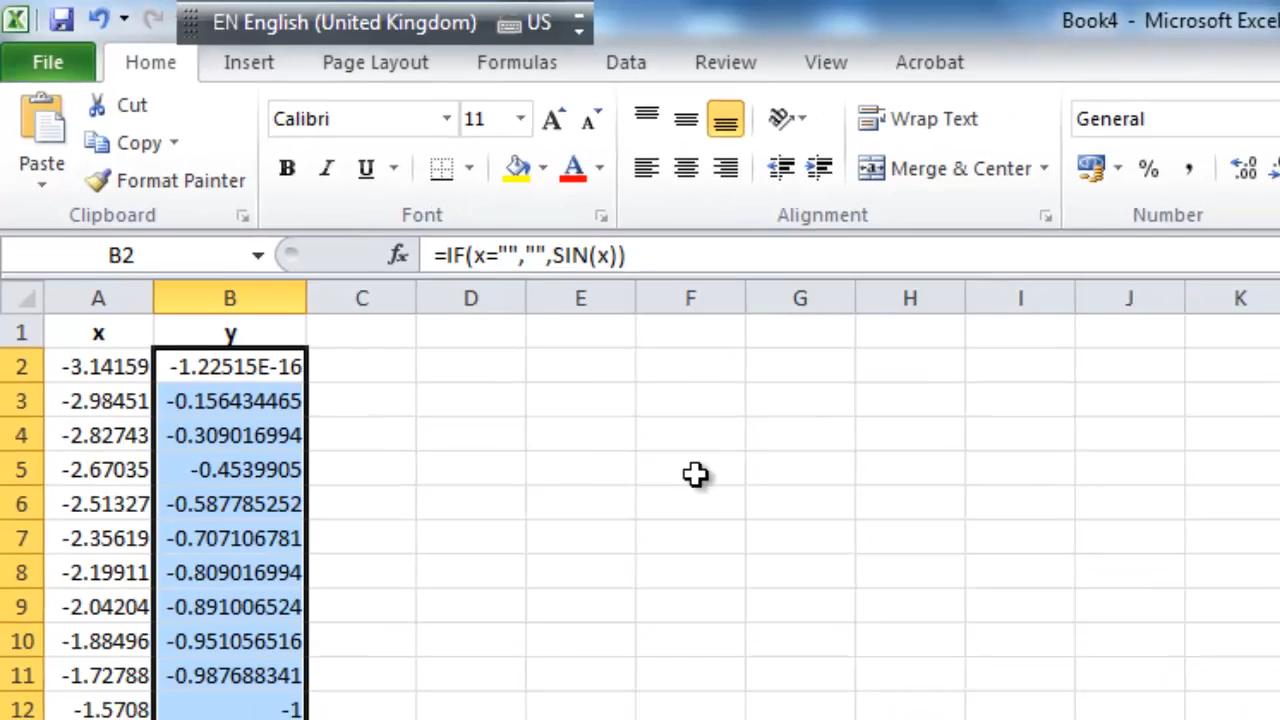 EN English (United Kingdom) US
Book4 - Microsoft Exce
File Home Insert Page Layout Formulas Data Review View Acrobat
Paste
Cut
Copy
Format Painter
Clipboard
Calibri 11 A A
B I U A
Font
Wrap Text
Merge & Center
Alignment
General
% , .00
Number
B2 fx =IF(x="","",SIN(x))
A B C D E F G H I J K
1 x y
2 -3.14159 -1.22515E-16
3 -2.98451 -0.156434465
4 -2.82743 -0.309016994
5 -2.67035 -0.4539905
6 -2.51327 -0.587785252
7 -2.35619 -0.707106781
8 -2.19911 -0.809016994
9 -2.04204 -0.891006524
10 -1.88496 -0.951056516
11 -1.72788 -0.987688341
12 -1.5708 -1